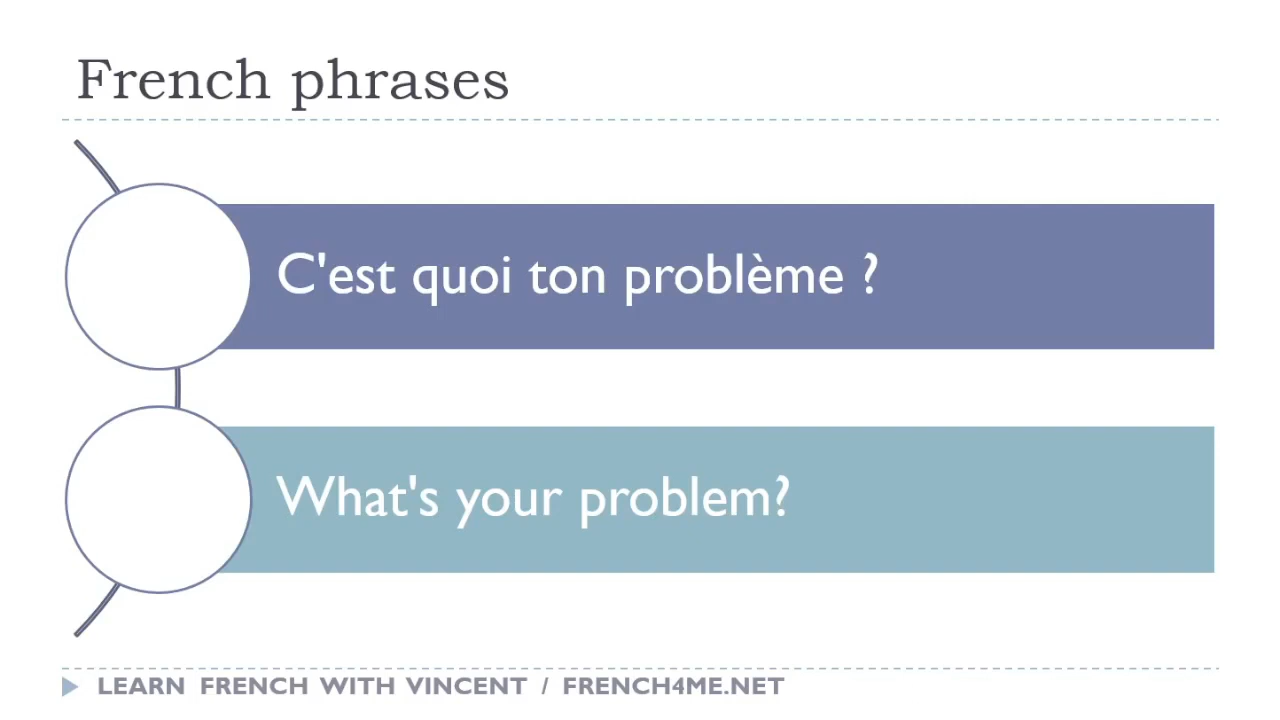 French phrases
C'est quoi ton problème ?
What's your problem?
LEARN FRENCH WITH VINCENT / FRENCH4ME.NET